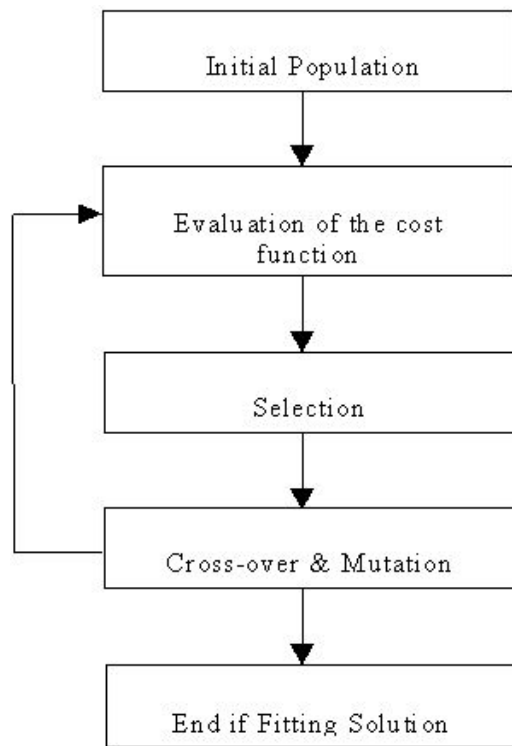 Initial Population
Evaluation of the cost
function
Selection
Cross-over & Mutation
End if Fitting Solution